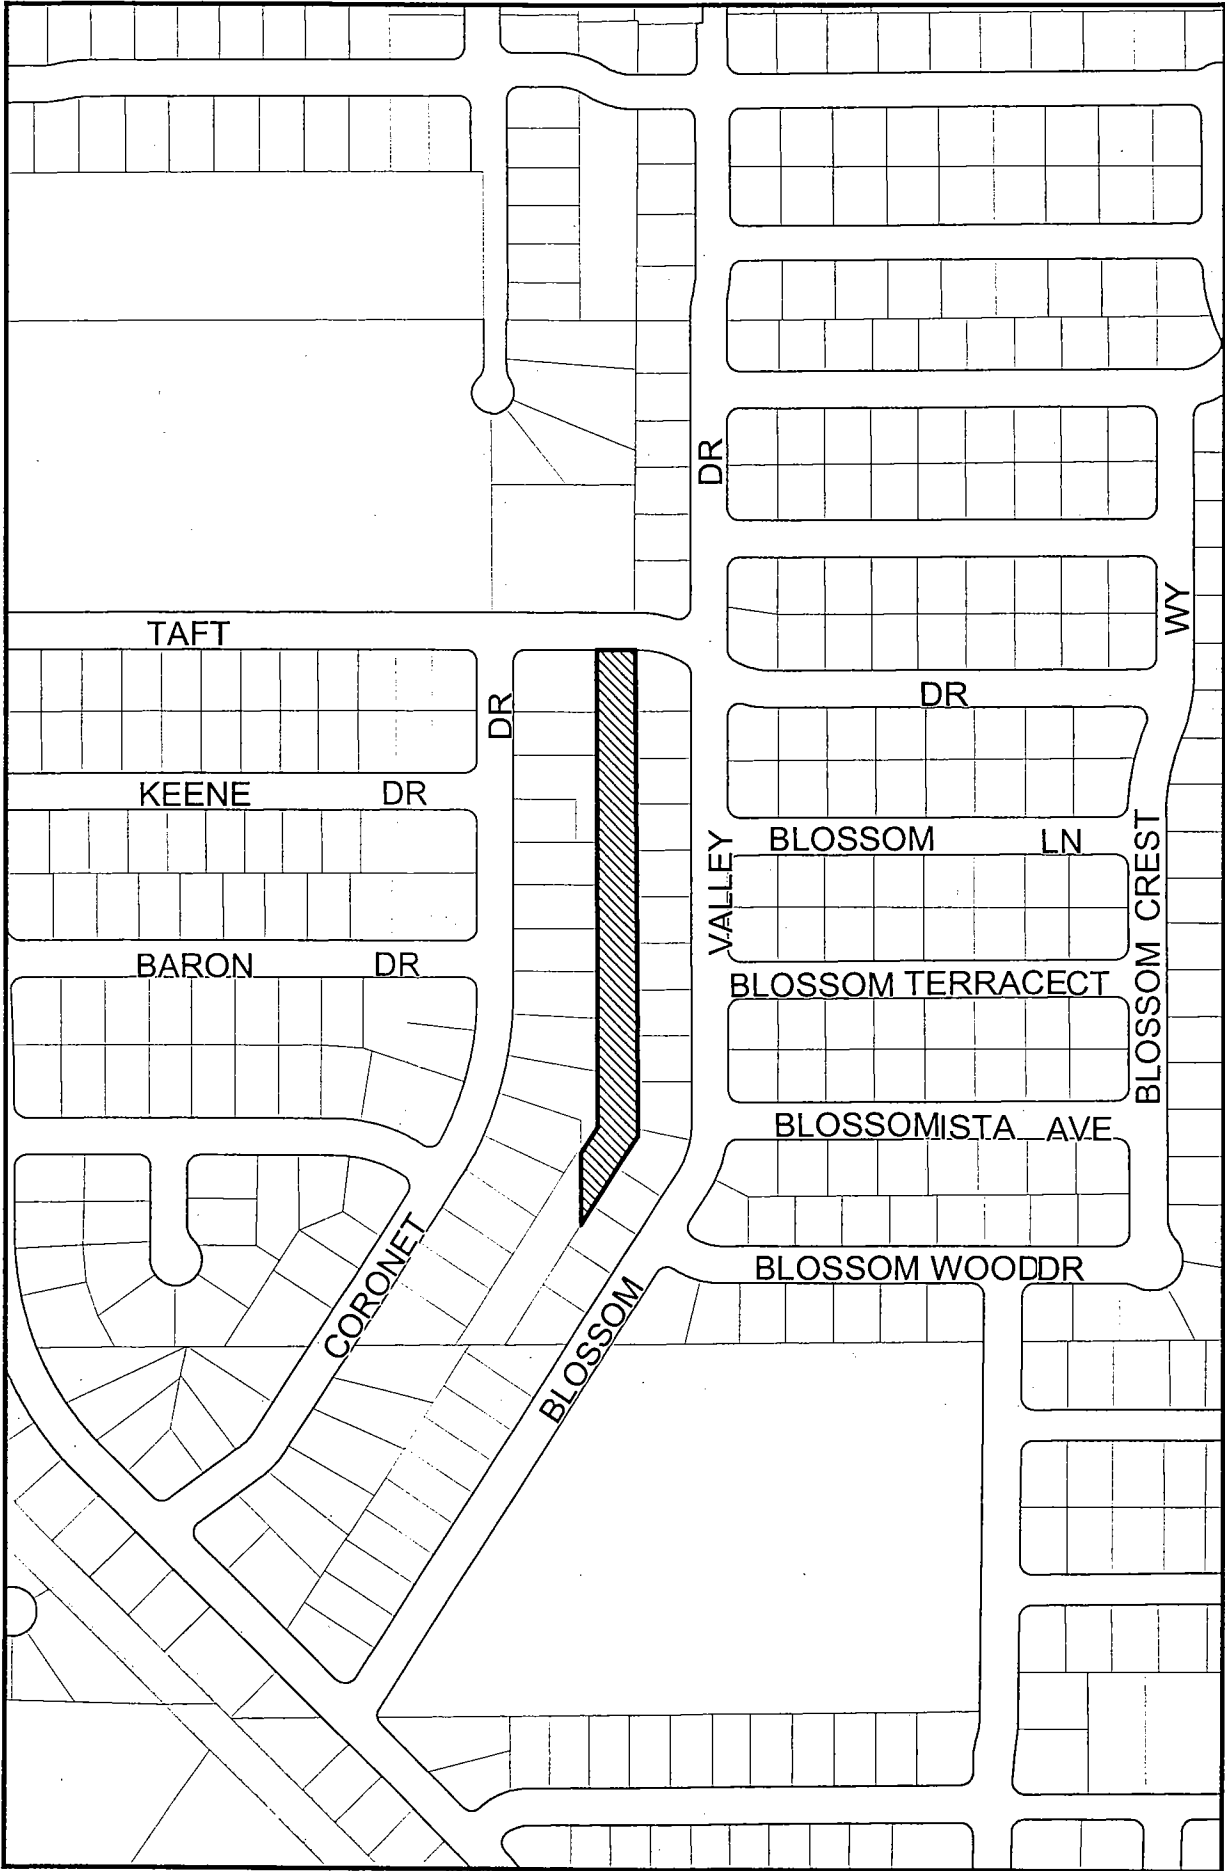 DR
WY
TAFT
DR
DR
KEENE DR
BLOSSOM LN
VALLEY
BLOSSOM CREST
BARON DR
BLOSSOM TERRACECT
BLOSSOMISTA AVE
CORONET
BLOSSOM WOODDR
BLOSSOM